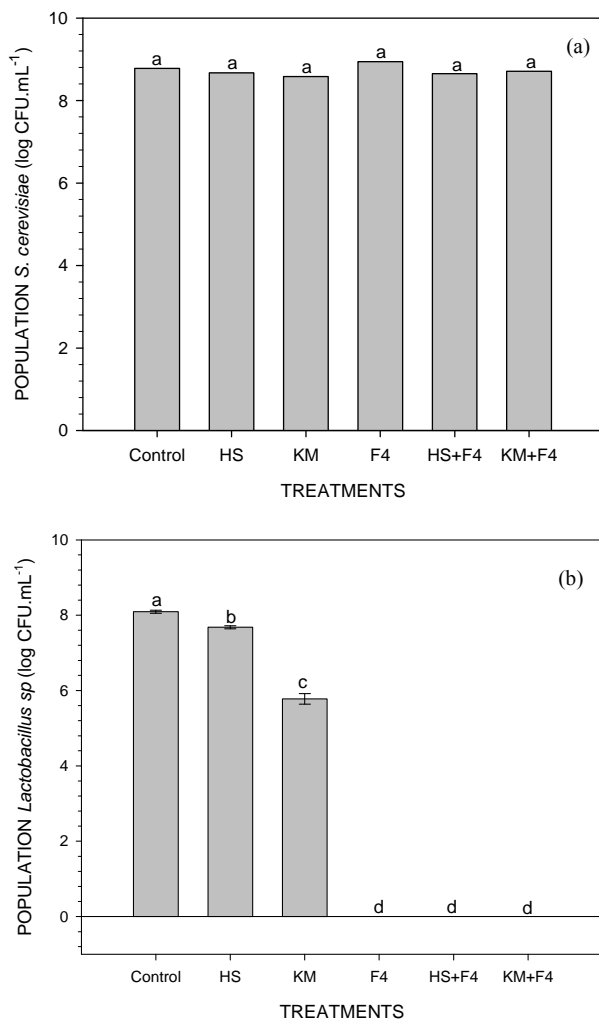 (a)
POPULATION S. cerevisiae (log CFU.mL-1)
10
8
6
4
2
0
a a a a a a
Control HS KM F4 HS+F4 KM+F4
TREATMENTS
(b)
POPULATION Lactobacillus sp (log CFU.mL-1)
10
8
6
4
2
0
a b c d d d
Control HS KM F4 HS+F4 KM+F4
TREATMENTS